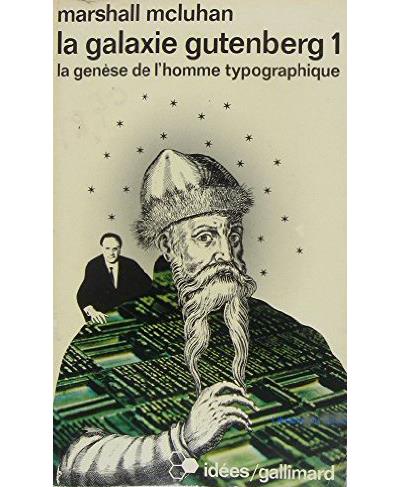 marshall mcluhan
la galaxie gutenberg 1
la genèse de l'homme typographique
idées/gallimard